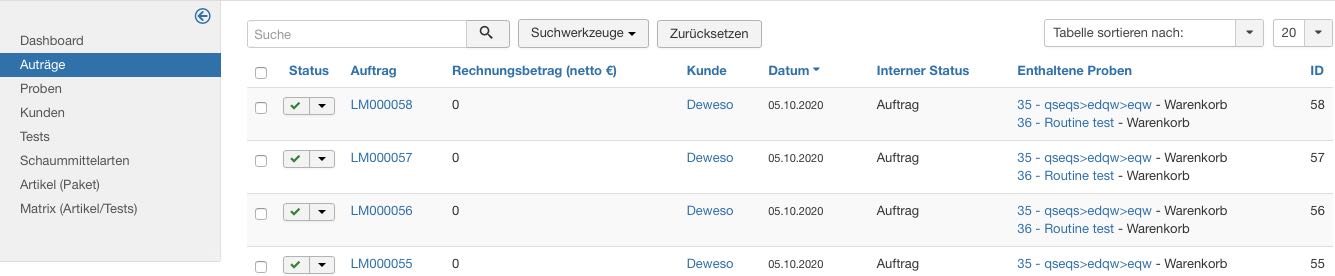 Dashboard
Auträge
Proben
Kunden
Tests
Schaummittelarten
Artikel (Paket)
Matrix (Artikel/Tests)
Suche Suchwerkzeuge Zurücksetzen Tabelle sortieren nach: 20
Status Auftrag Rechnungsbetrag (netto €) Kunde Datum Interner Status Enthaltene Proben ID
LM000058 0 Deweso 05.10.2020 Auftrag 35 - qseqs>edqw>eqw - Warenkorb 58
36 - Routine test - Warenkorb
LM000057 0 Deweso 05.10.2020 Auftrag 35 - qseqs>edqw>eqw - Warenkorb 57
36 - Routine test - Warenkorb
LM000056 0 Deweso 05.10.2020 Auftrag 35 - qseqs>edqw>eqw - Warenkorb 56
36 - Routine test - Warenkorb
LM000055 0 Deweso 05.10.2020 Auftrag 35 - qseqs>edqw>eqw - Warenkorb 55